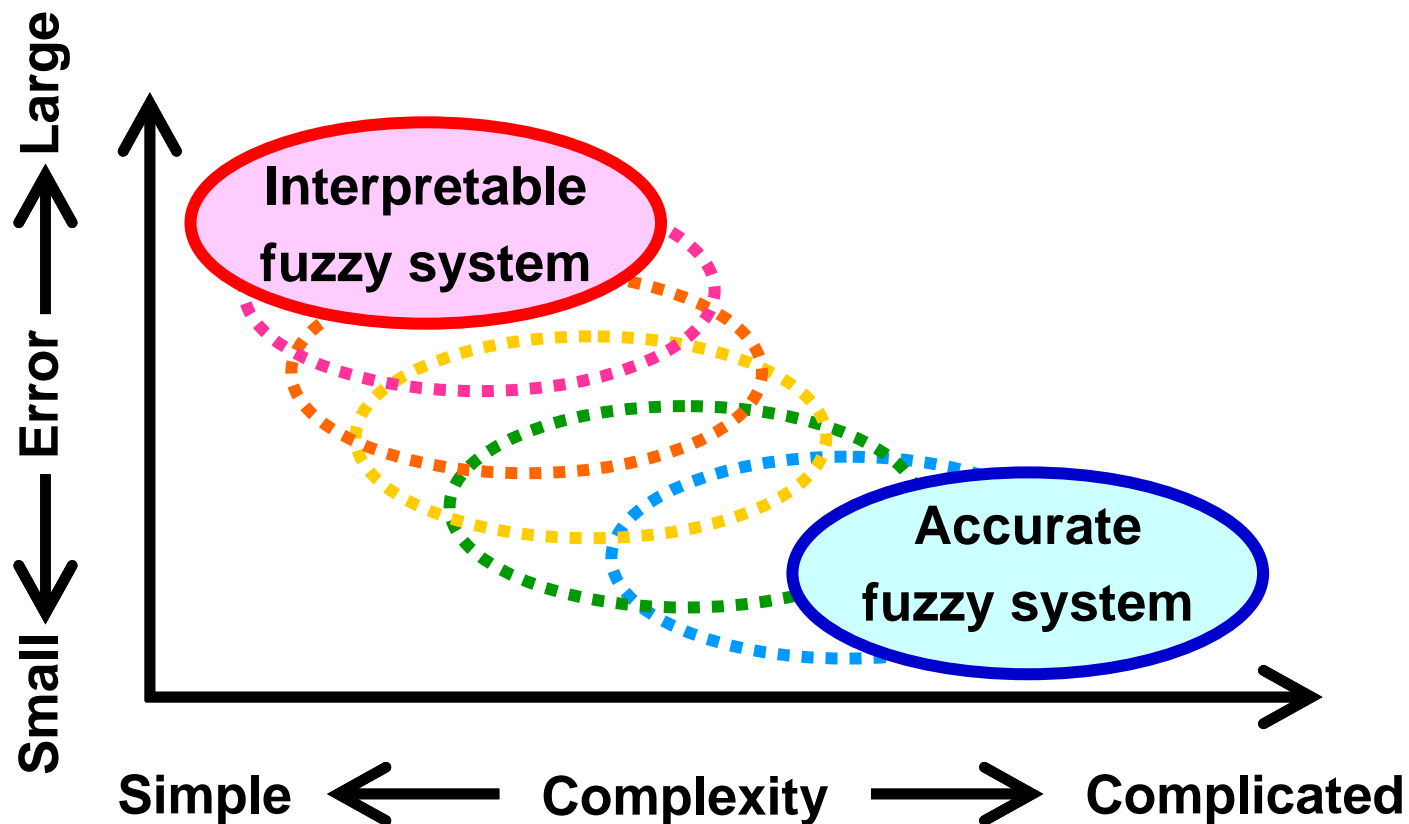 Large
Error
Small
Interpretable
fuzzy system
Accurate
fuzzy system
Simple
Complexity
Complicated